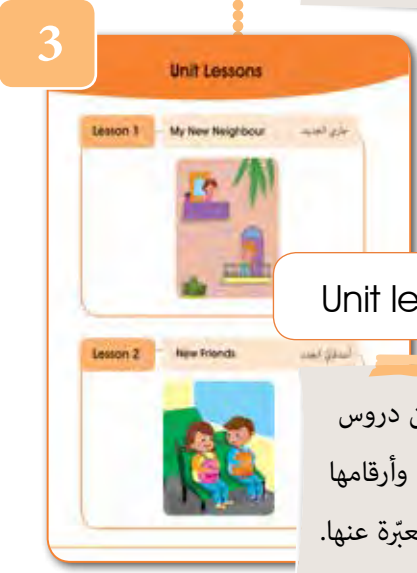 3
Unit Lessons
Lesson 1 My New Neighbour جاري الجديد
Unit le
Lesson 2 New Friends أصدقائي الجدد
دروس
وأرقامها
عبّرة عنها.